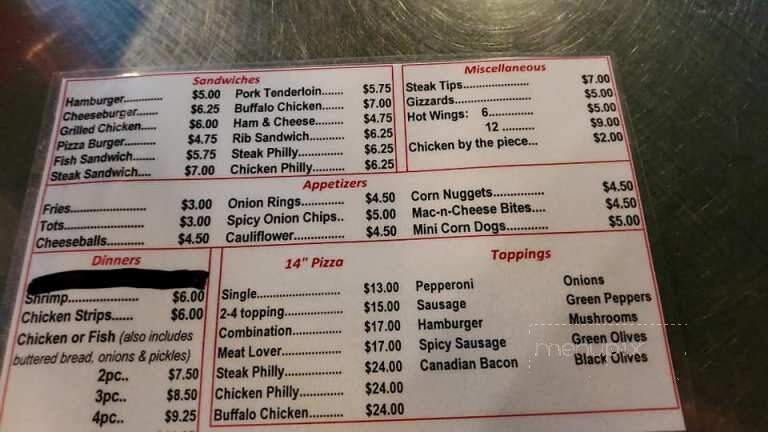 Sandwiches
Hamburger............. $5.00 Pork Tenderloin....... $5.75
Cheeseburger...... $6.25 Buffalo Chicken....... $7.00
Grilled Chicken..... $6.00 Ham & Cheese......... $4.75
Pizza Burger.......... $4.75 Rib Sandwich........... $6.25
Fish Sandwich....... $5.75 Steak Philly.............. $6.25
Steak Sandwich.... $7.00 Chicken Philly.......... $6.25
Miscellaneous
Steak Tips..................... $7.00
Gizzards........................ $5.00
Hot Wings: 6.............. $5.00
12 .......... $9.00
Chicken by the piece... $2.00
Appetizers
Fries....................... $3.00 Onion Rings.............. $4.50 Corn Nuggets............... $4.50
Tots........................ $3.00 Spicy Onion Chips.. $5.00 Mac-n-Cheese Bites.... $4.50
Cheeseballs........... $4.50 Cauliflower................ $4.50 Mini Corn Dogs............. $5.00
Dinners
Shrimp..................... $6.00
Chicken Strips...... $6.00
Chicken or Fish (also includes
buttered bread, onions & pickles)
2pc.. $7.50
3pc.. $8.50
4pc.. $9.25
14" Pizza
Single......................... $13.00
2-4 topping.................. $15.00
Combination................ $17.00
Meat Lover.................. $17.00
Steak Philly.................. $24.00
Chicken Philly.............. $24.00
Buffalo Chicken.......... $24.00
Toppings
Pepperoni Onions
Sausage Green Peppers
Hamburger Mushrooms
Spicy Sausage Green Olives
Canadian Bacon Black Olives